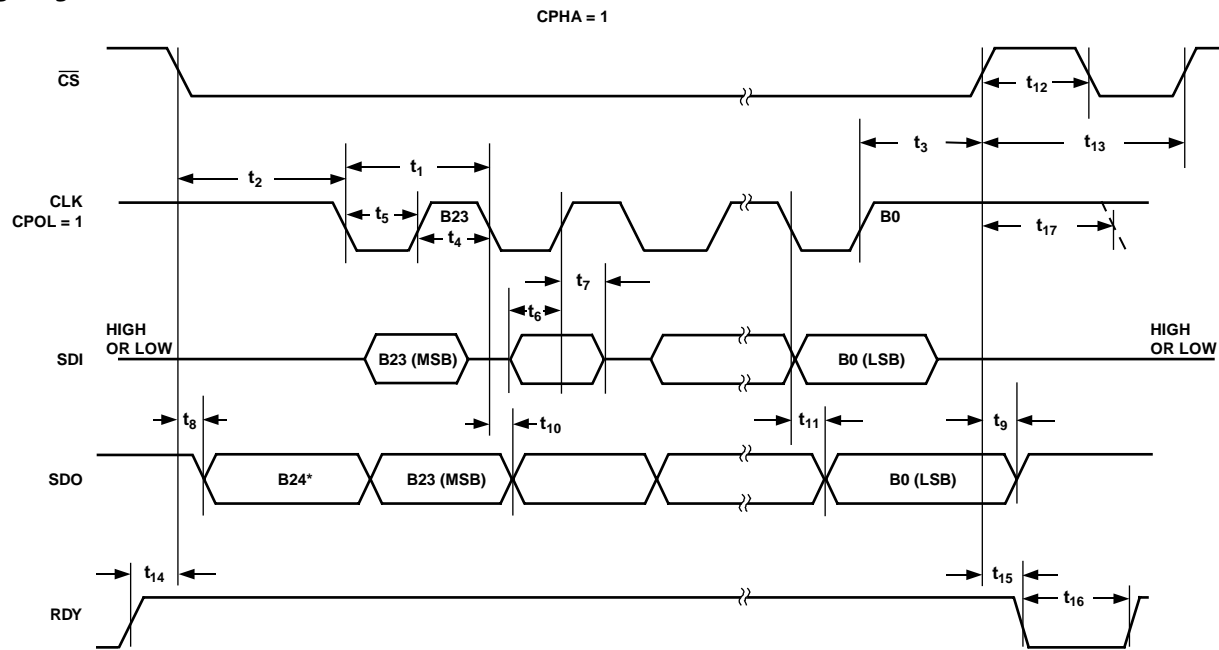 CPHA = 1
CS
t12
t3
t13
t1
t2
CLK
CPOL = 1
t5
B23
t4
B0
t17
t7
t6
HIGH
OR LOW
SDI
B23 (MSB)
B0 (LSB)
HIGH
OR LOW
t8
t10
t11
t9
SDO
B24*
B23 (MSB)
B0 (LSB)
t14
t15
t16
RDY